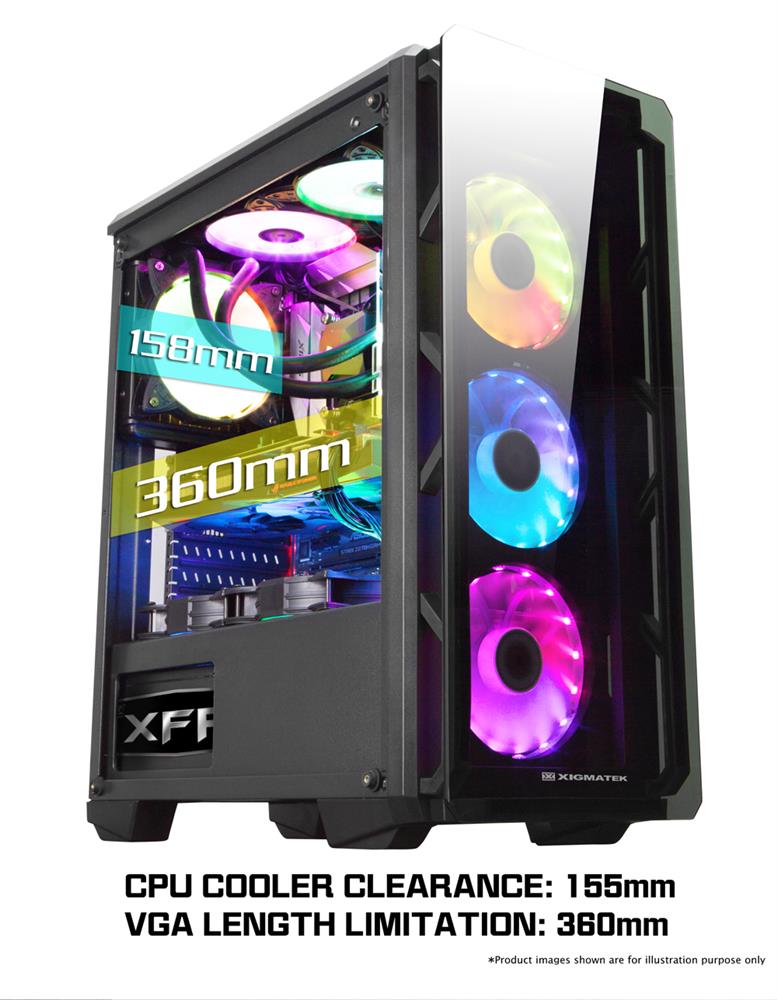 158mm
360mm
XFF
XIGMATEK
CPU COOLER CLEARANCE: 155mm
VGA LENGTH LIMITATION: 360mm
*Product images shown are for illustration purpose only